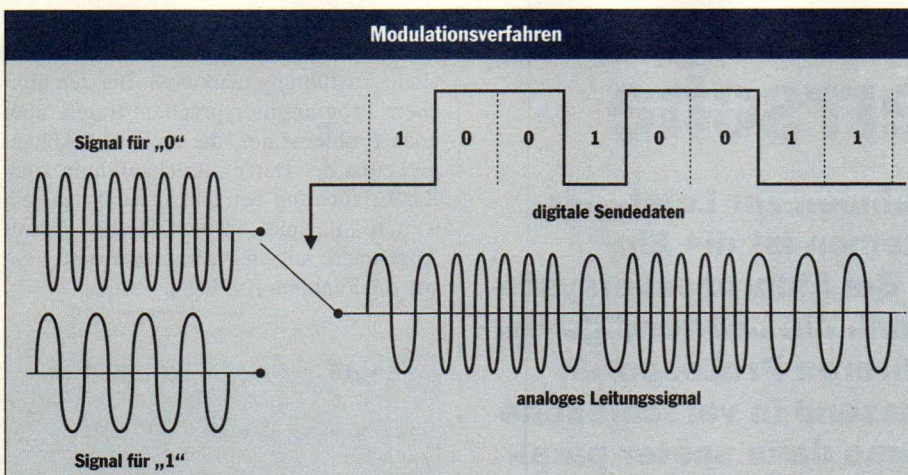 Modulationsverfahren
Signal für „0“
1 0 0 1 0 0 1 1
digitale Sendedaten
analoges Leitungssignal
Signal für „1“